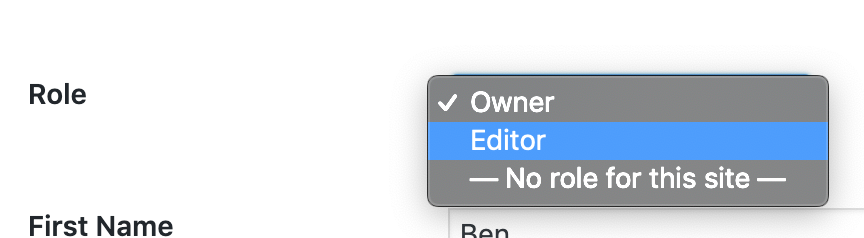 Role
✓ Owner
Editor
— No role for this site —
First Name
Ben